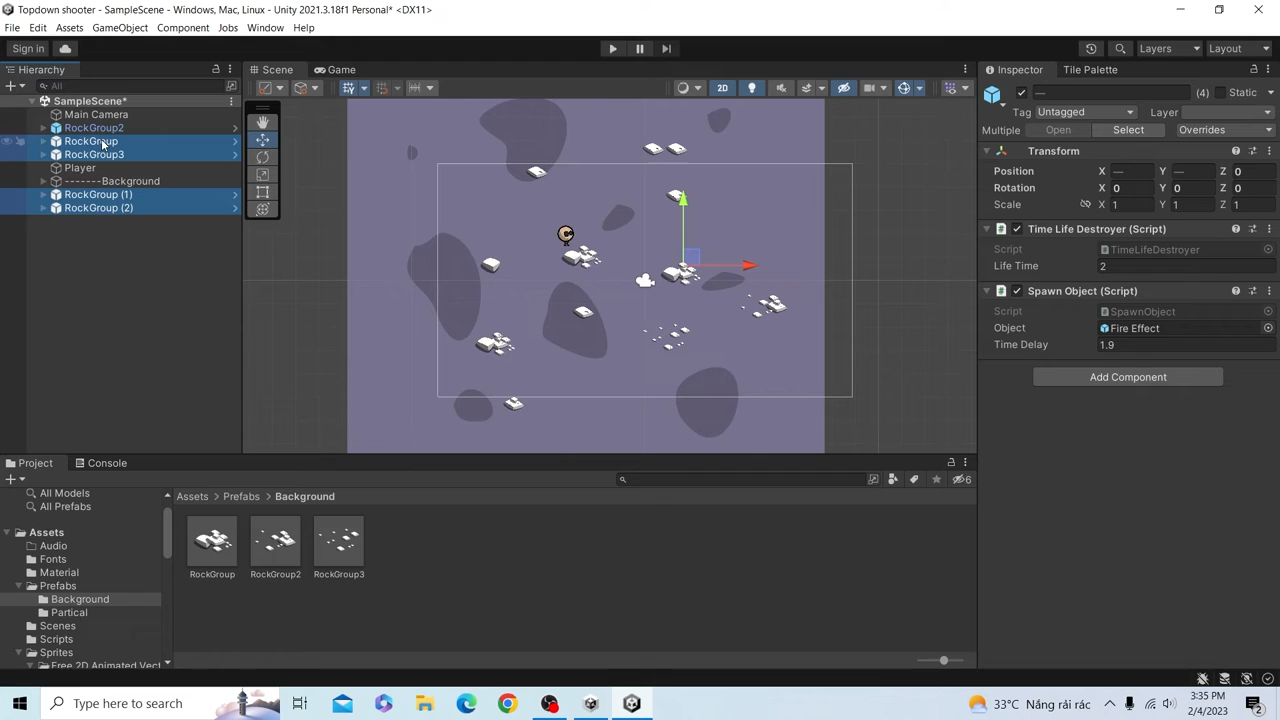 Topdown shooter - SampleScene - Windows, Mac, Linux - Unity 2021.3.18f1 Personal* <DX11>
File Edit Assets GameObject Component Jobs Window Help
Sign in Layers Layout
Hierarchy Scene Game Inspector Tile Palette
All 2D
SampleScene*
Main Camera
RockGroup2
RockGroup
RockGroup3
Player
-------Background
RockGroup (1)
RockGroup (2)
— (4) Static
Tag Untagged Layer
Multiple Open Select Overrides
Transform
Position X — Y — Z 0
Rotation X 0 Y 0 Z 0
Scale X 1 Y 1 Z 1
Time Life Destroyer (Script)
Script TimeLifeDestroyer
Life Time 2
Spawn Object (Script)
Script SpawnObject
Object Fire Effect
Time Delay 1.9
Add Component
Project Console
6
All Models
All Prefabs
Assets
Audio
Fonts
Material
Prefabs
Background
Partical
Scenes
Scripts
Sprites
Free 2D Animated Vect
Assets Prefabs Background
RockGroup RockGroup2 RockGroup3
Type here to search
33°C Nắng rải rác
3:35 PM
2/4/2023
2